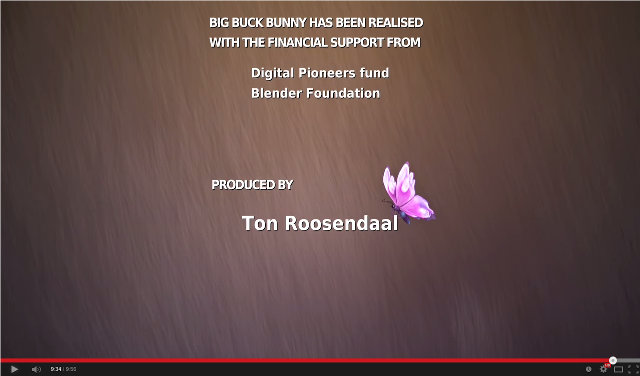 BIG BUCK BUNNY HAS BEEN REALISED
WITH THE FINANCIAL SUPPORT FROM
Digital Pioneers fund
Blender Foundation
PRODUCED BY
Ton Roosendaal
9:34 / 9:56